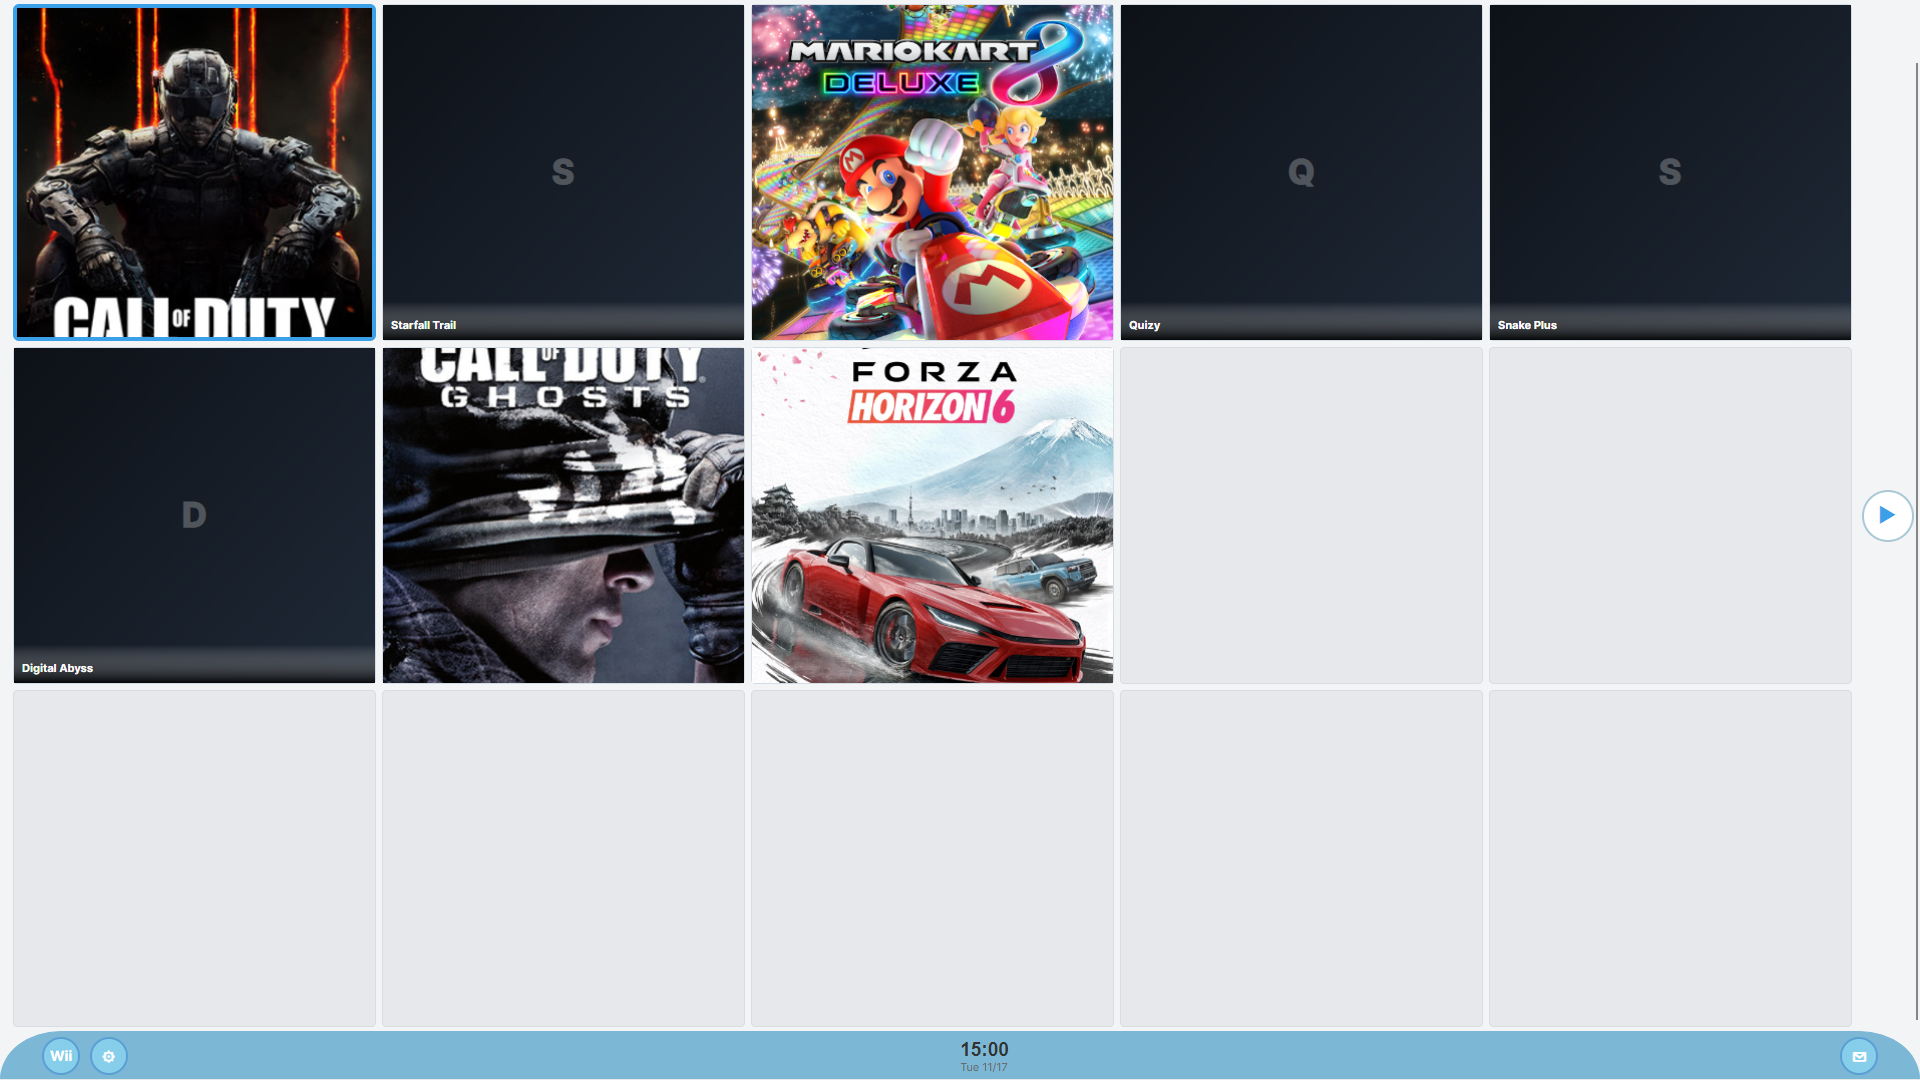 CALL OF DUTY
S
Starfall Trail
MARIOKART 8
DELUXE
Q
Quizy
S
Snake Plus
D
Digital Abyss
CALL OF DUTY®
GHOSTS
FORZA
HORIZON 6
Wii
15:00
Tue 11/17